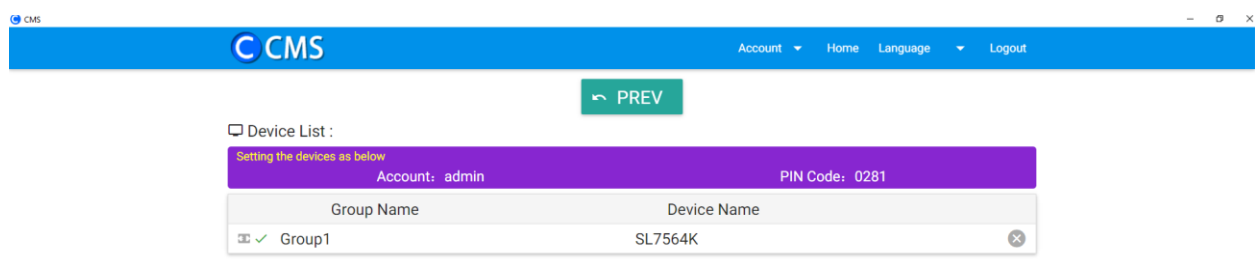 CMS
CMS
Account Home Language Logout
PREV
Device List :
Setting the devices as below
Account：admin PIN Code：0281
Group Name Device Name
Group1 SL7564K